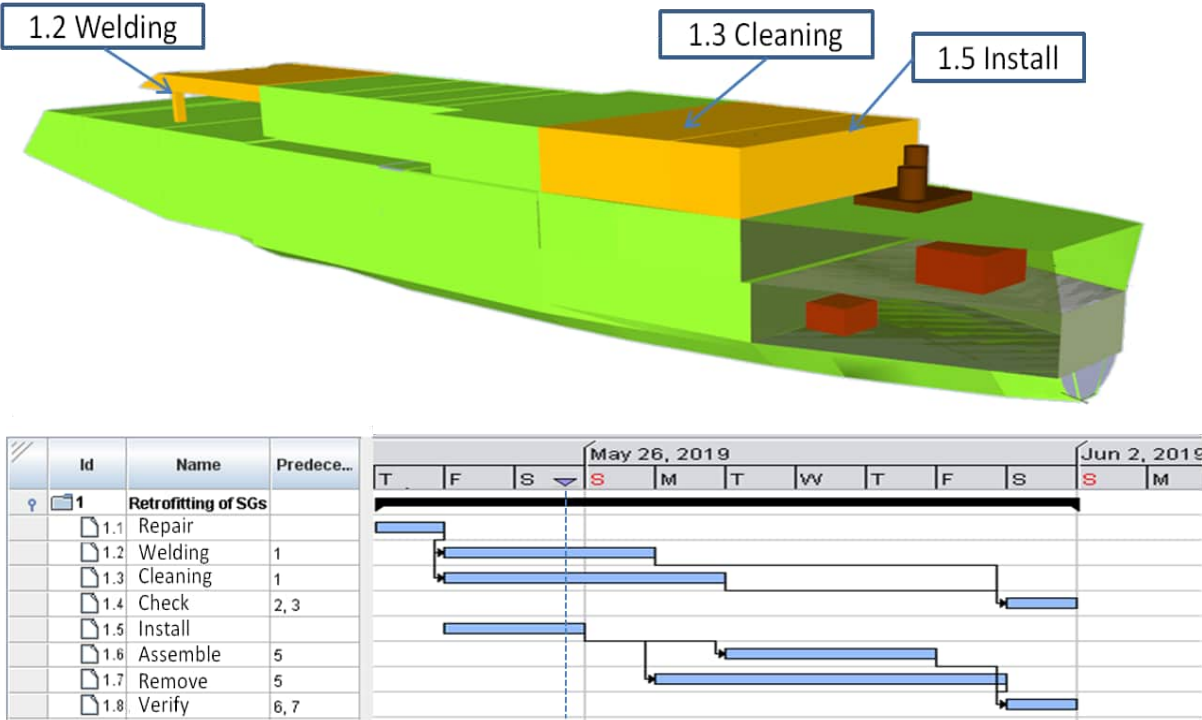 1.2 Welding
1.3 Cleaning
1.5 Install
Id Name Predece...
May 26, 2019 Jun 2, 2019
T F S S M T W T F S S M
1 Retrofitting of SGs
1.1 Repair
1.2 Welding 1
1.3 Cleaning 1
1.4 Check 2, 3
1.5 Install
1.6 Assemble 5
1.7 Remove 5
1.8 Verify 6, 7